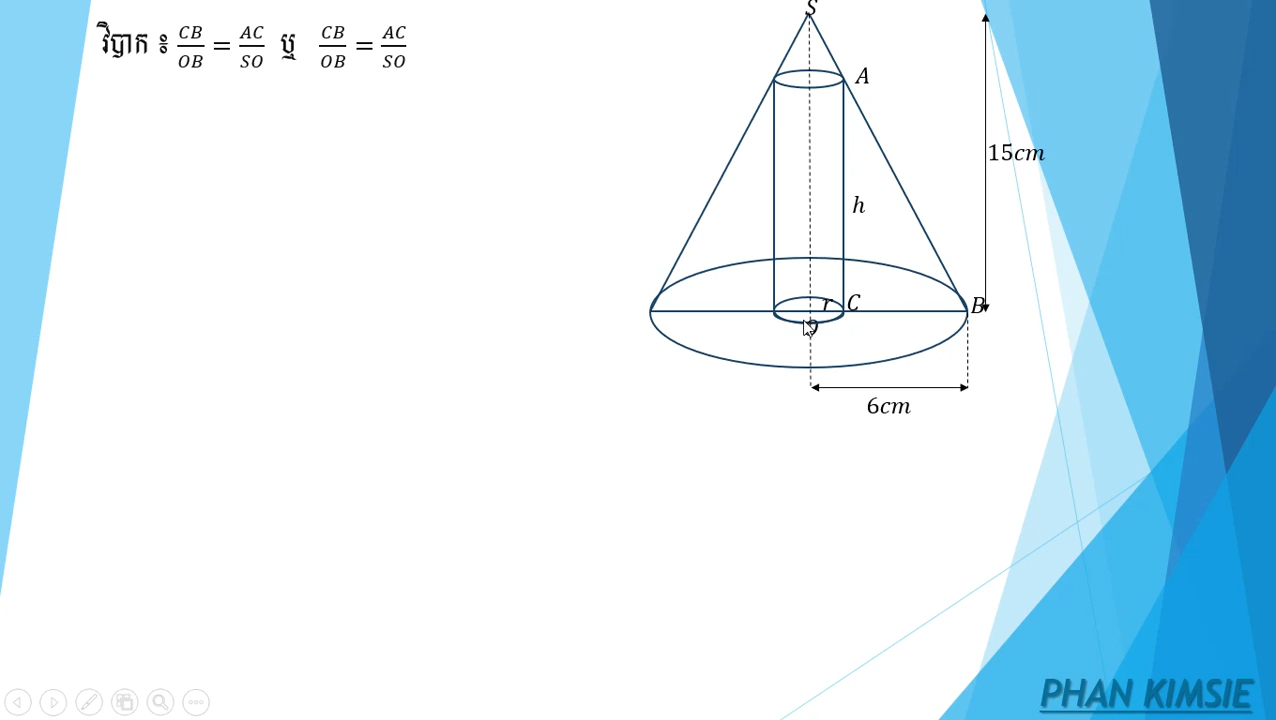 វិបាក ៖ CB/OB = AC/SO ឬ CB/OB = AC/SO
S
A
15cm
h
r C B
O
6cm
PHAN KIMSIE